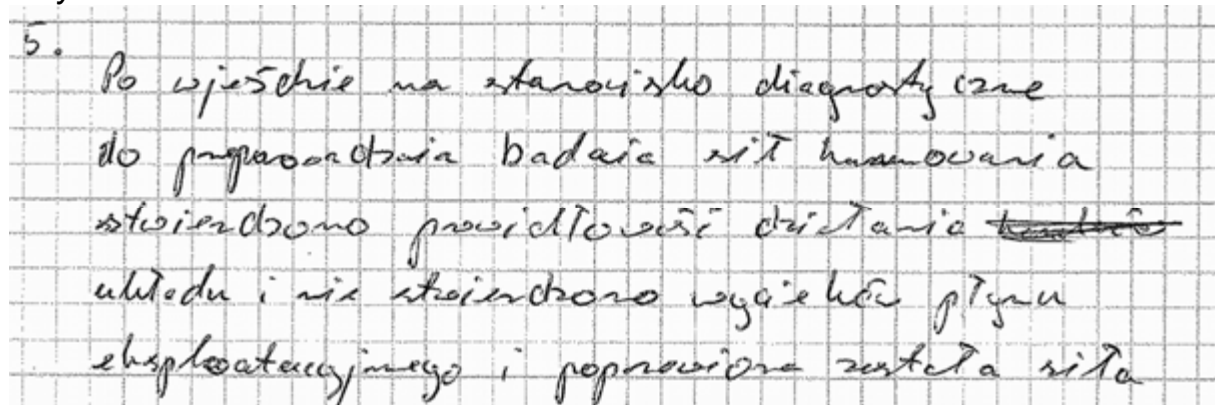 5.
Po wjeździe na stanowisko diagnostyczne
do przeprowadzenia badania sił hamowania
stwierdzono prawidłowość działania
układu i nie stwierdzono wycieków płynu
eksploatacyjnego i poprawiona została siła